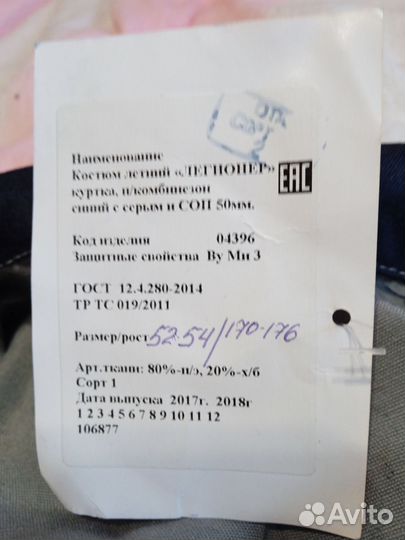 Наименование
Костюм летний «ЛЕГИОНЕР»
куртка, п/комбинезон
синий с серым и СОП 50мм.
ЕАС
Код изделия 04396
Защитные свойства Ву Ми З
ГОСТ 12.4.280-2014
ТР ТС 019/2011
Размер/рост 52-54/170-176
Арт.ткани: 80%-п/э, 20%-х/б
Сорт 1
Дата выпуска 2017г. 2018г
1 2 3 4 5 6 7 8 9 10 11 12
106877
Avito